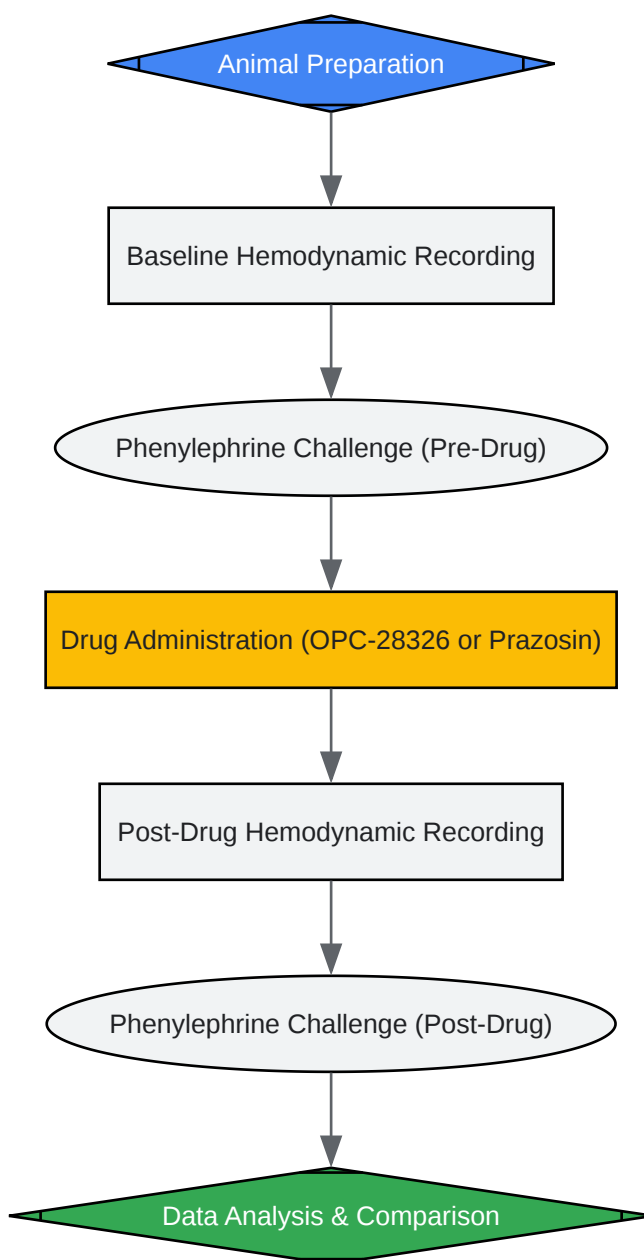 Animal Preparation
Baseline Hemodynamic Recording
Phenylephrine Challenge (Pre-Drug)
Drug Administration (OPC-28326 or Prazosin)
Post-Drug Hemodynamic Recording
Phenylephrine Challenge (Post-Drug)
Data Analysis & Comparison